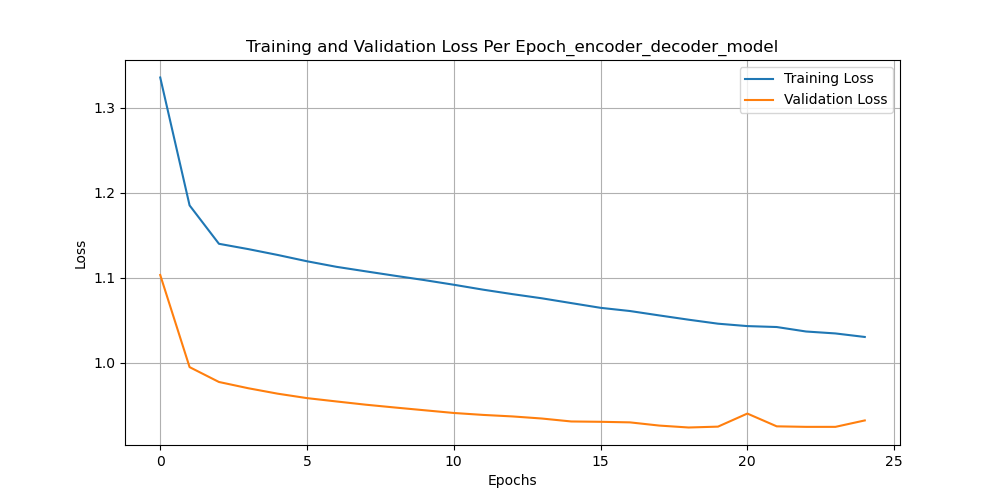 Training and Validation Loss Per Epoch_encoder_decoder_model
Training Loss
Validation Loss
1.3
1.2
1.1
1.0
Loss
0 5 10 15 20 25
Epochs